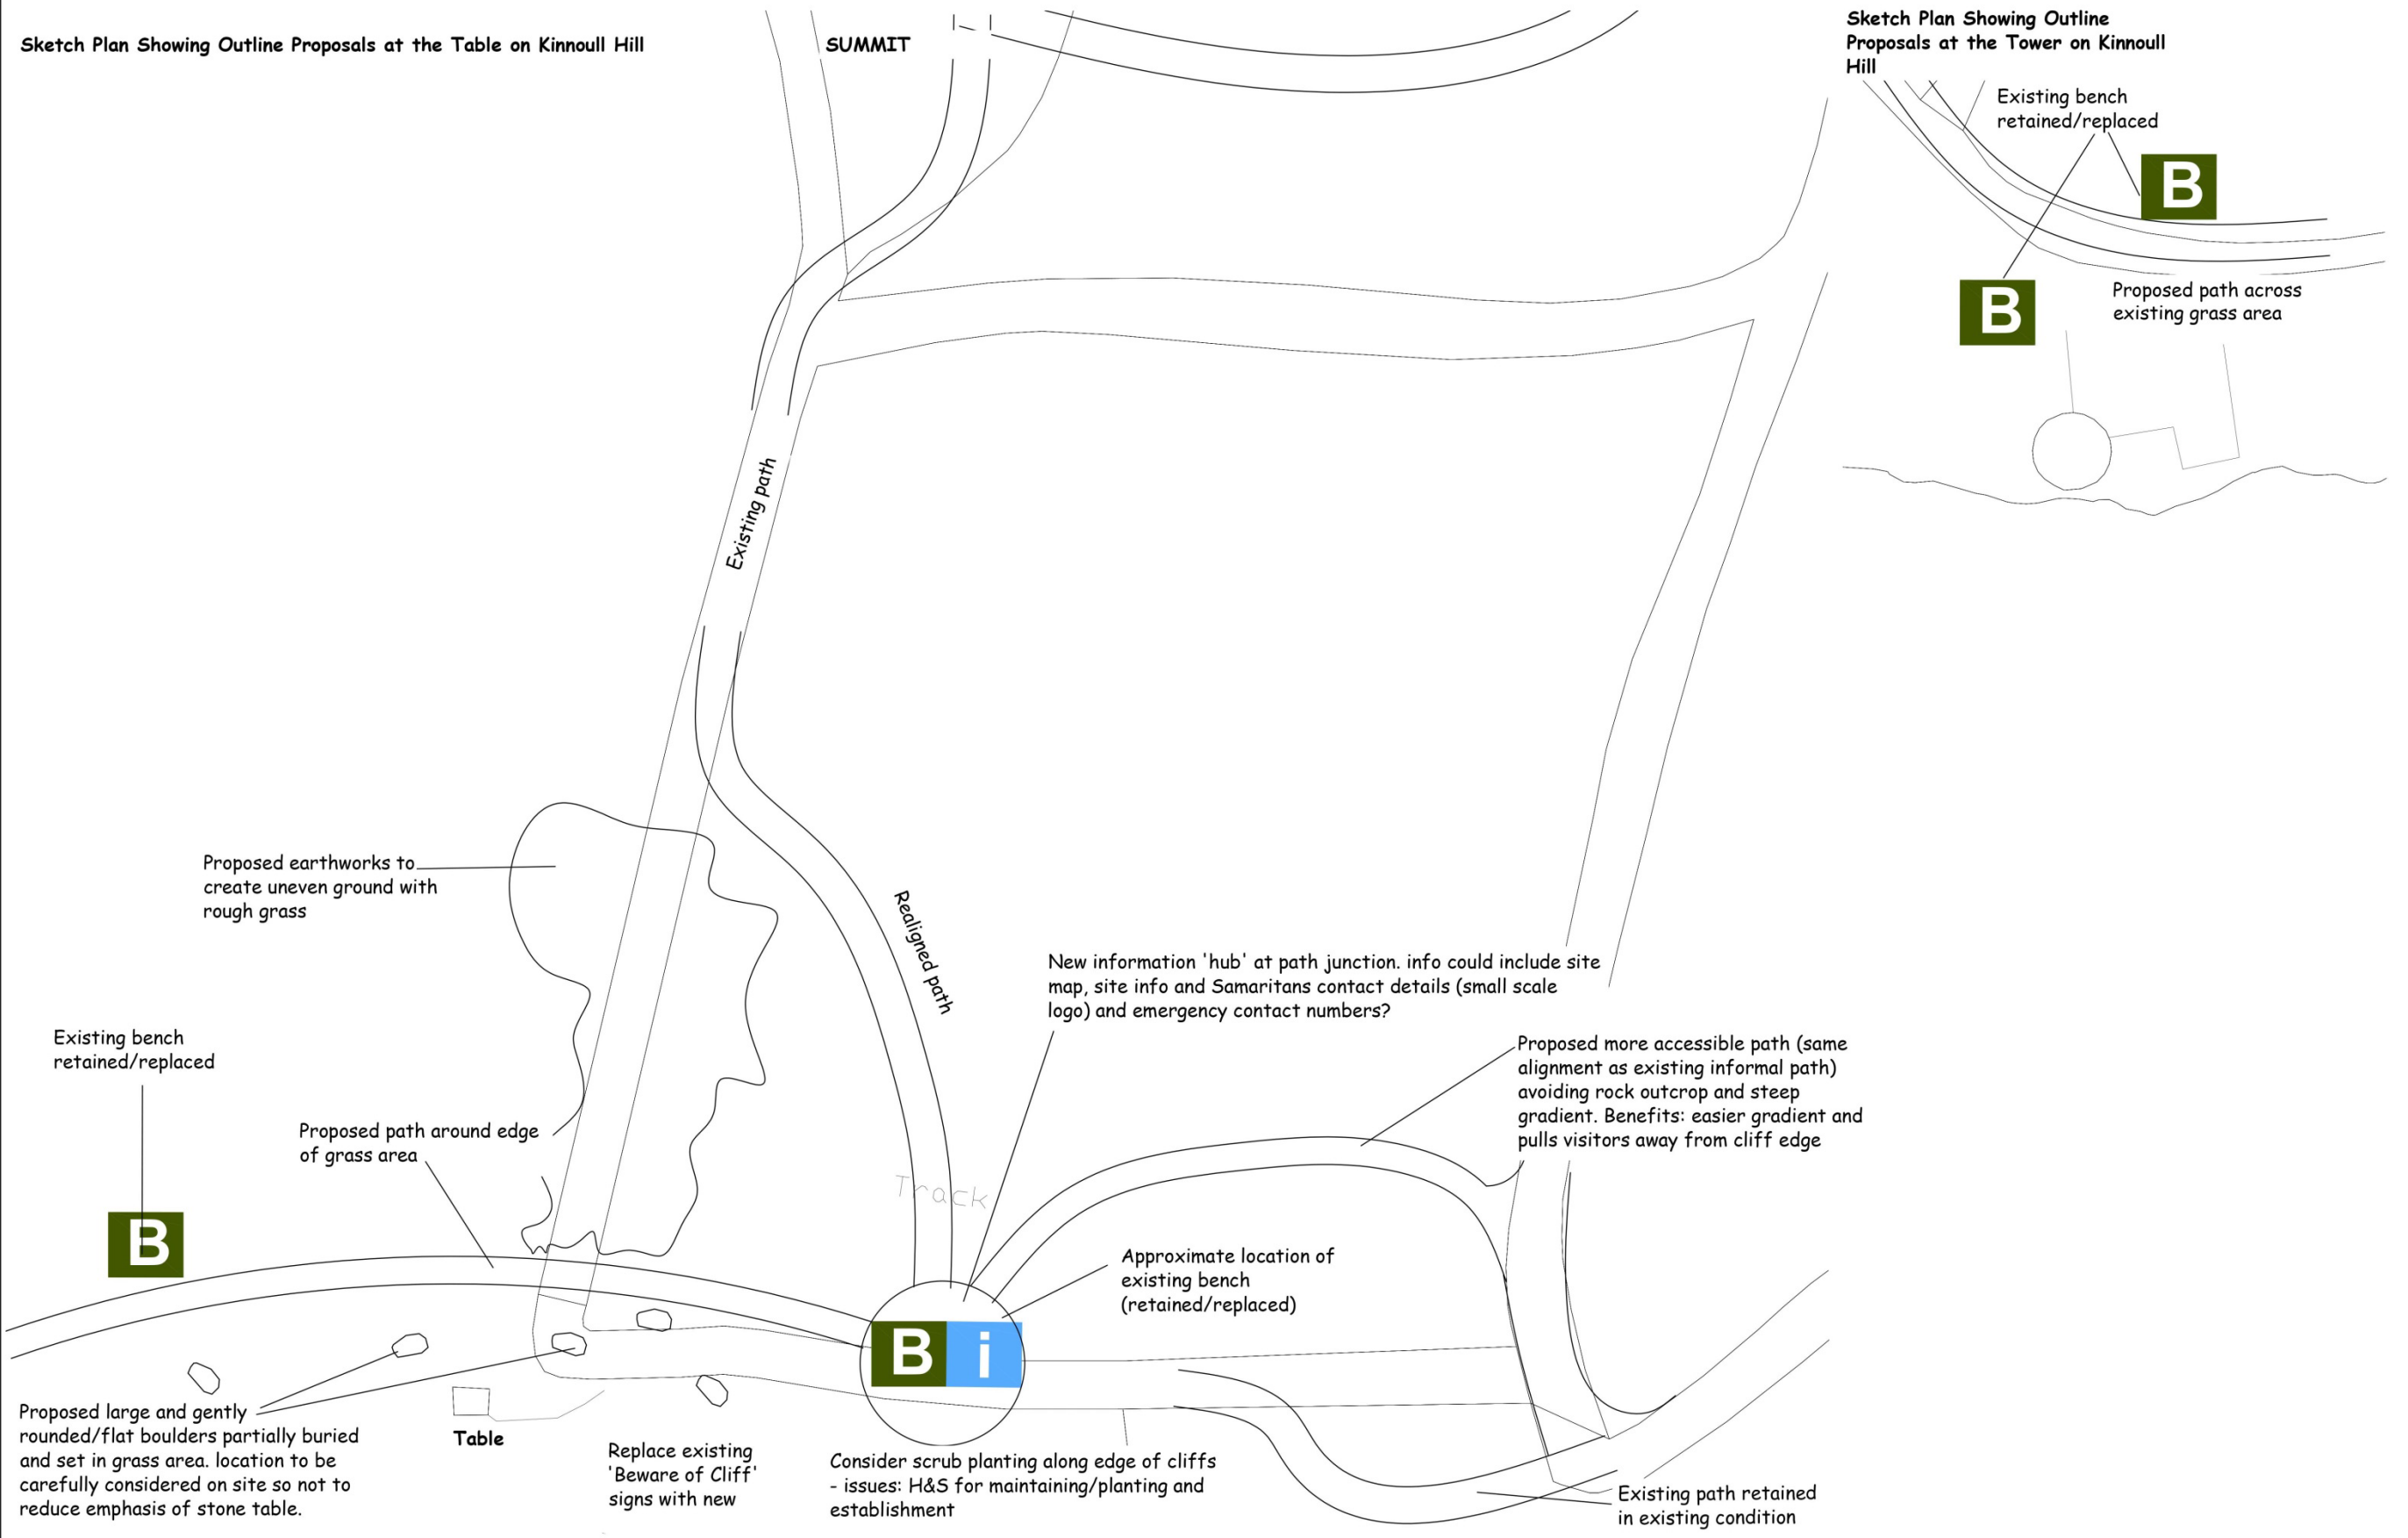 Sketch Plan Showing Outline Proposals at the Table on Kinnoull Hill
SUMMIT
Sketch Plan Showing Outline
Proposals at the Tower on Kinnoull
Hill
Existing bench
retained/replaced
B
B
Proposed path across
existing grass area
Existing path
Proposed earthworks to
create uneven ground with
rough grass
Realigned path
New information 'hub' at path junction. info could include site
map, site info and Samaritans contact details (small scale
logo) and emergency contact numbers?
Existing bench
retained/replaced
Proposed more accessible path (same
alignment as existing informal path)
avoiding rock outcrop and steep
gradient. Benefits: easier gradient and
pulls visitors away from cliff edge
Proposed path around edge
of grass area
Track
B
Approximate location of
existing bench
(retained/replaced)
B i
Proposed large and gently
rounded/flat boulders partially buried
and set in grass area. location to be
carefully considered on site so not to
reduce emphasis of stone table.
Table
Replace existing
'Beware of Cliff'
signs with new
Consider scrub planting along edge of cliffs
- issues: H&S for maintaining/planting and
establishment
Existing path retained
in existing condition